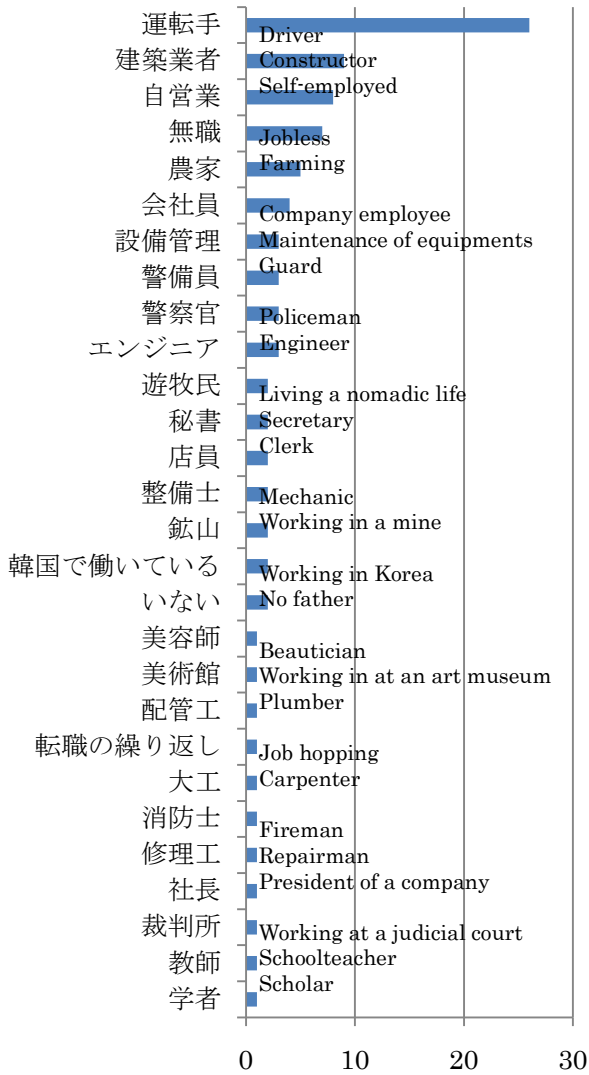 運転手
Driver
建築業者
Constructor
自営業
Self-employed
無職
Jobless
農家
Farming
会社員
Company employee
設備管理
Maintenance of equipments
警備員
Guard
警察官
Policeman
エンジニア
Engineer
遊牧民
Living a nomadic life
秘書
Secretary
店員
Clerk
整備士
Mechanic
鉱山
Working in a mine
韓国で働いている
Working in Korea
いない
No father
美容師
Beautician
美術館
Working in at an art museum
配管工
Plumber
転職の繰り返し
Job hopping
大工
Carpenter
消防士
Fireman
修理工
Repairman
社長
President of a company
裁判所
Working at a judicial court
教師
Schoolteacher
学者
Scholar
0 10 20 30